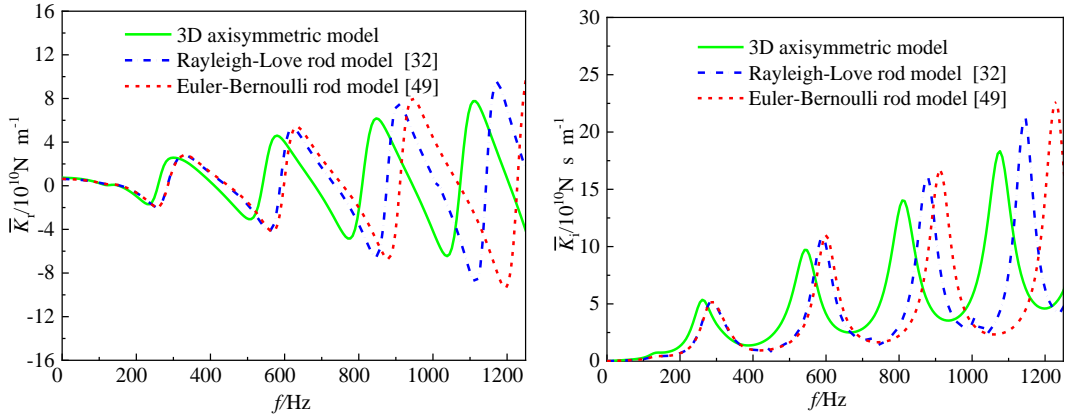 16
12
8
4
0
-4
-8
-12
-16
K̅r/10¹⁰N m⁻¹
3D axisymmetric model
Rayleigh-Love rod model [32]
Euler-Bernoulli rod model [49]
0 200 400 600 800 1000 1200
f/Hz
30
25
20
15
10
5
0
K̅i/10¹⁰N s m⁻¹
3D axisymmetric model
Rayleigh-Love rod model [32]
Euler-Bernoulli rod model [49]
0 200 400 600 800 1000 1200
f/Hz